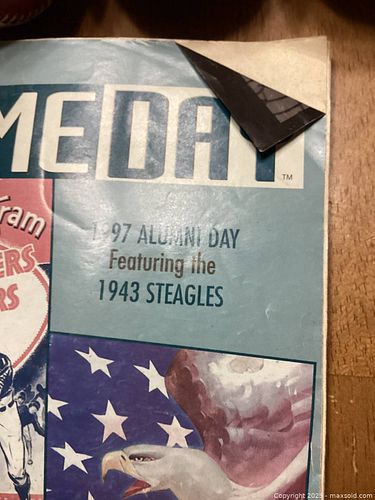 MEDAY
TM
1997 ALUMNI DAY
Featuring the
1943 STEAGLES
ram
ERS
RS
Copyright 2025 - maxsold.com